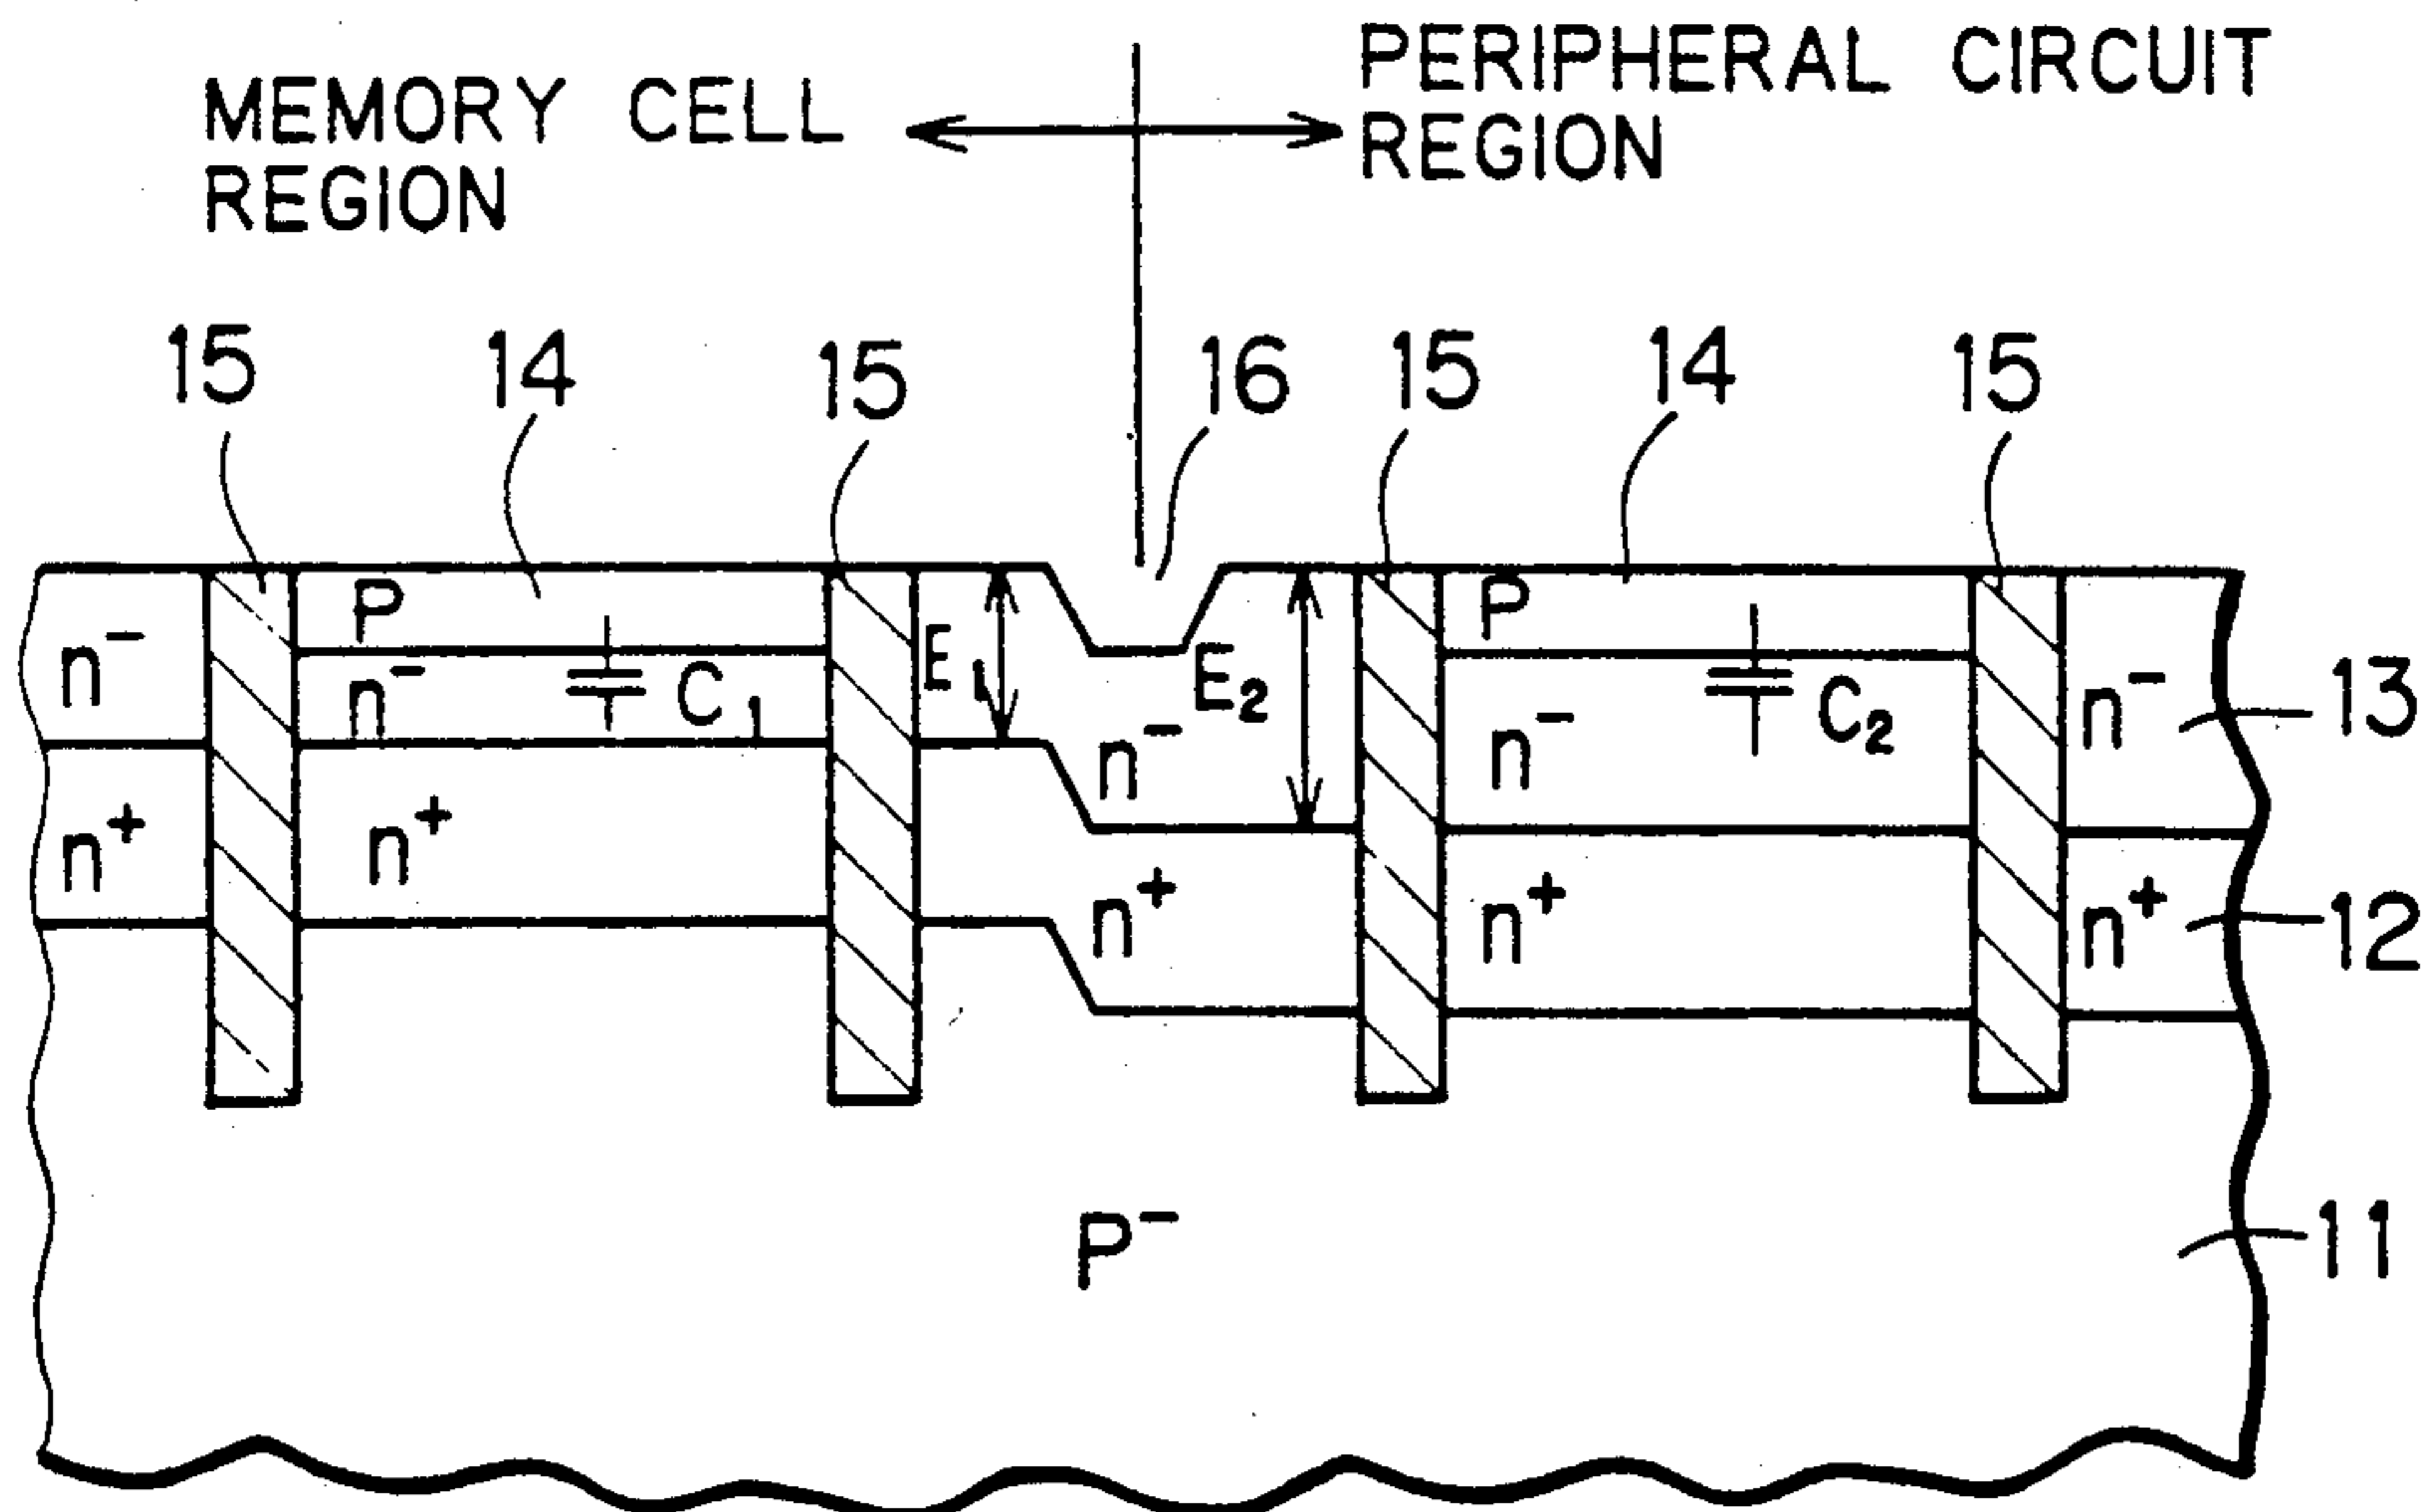 MEMORY CELL
REGION
PERIPHERAL CIRCUIT
REGION
15
14
15
16
15
14
15
P
n⁻
n⁻
C₁
E₁
n⁻
E₂
P
n⁻
C₂
n⁻
13
n⁺
n⁺
n⁺
n⁺
n⁺
12
P⁻
11